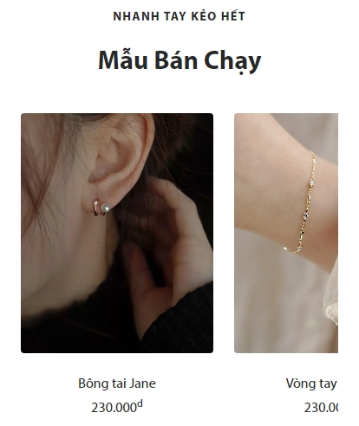 NHANH TAY KẺO HẾT
Mẫu Bán Chạy
Bông tai Jane
230.000đ
Vòng tay
230.00